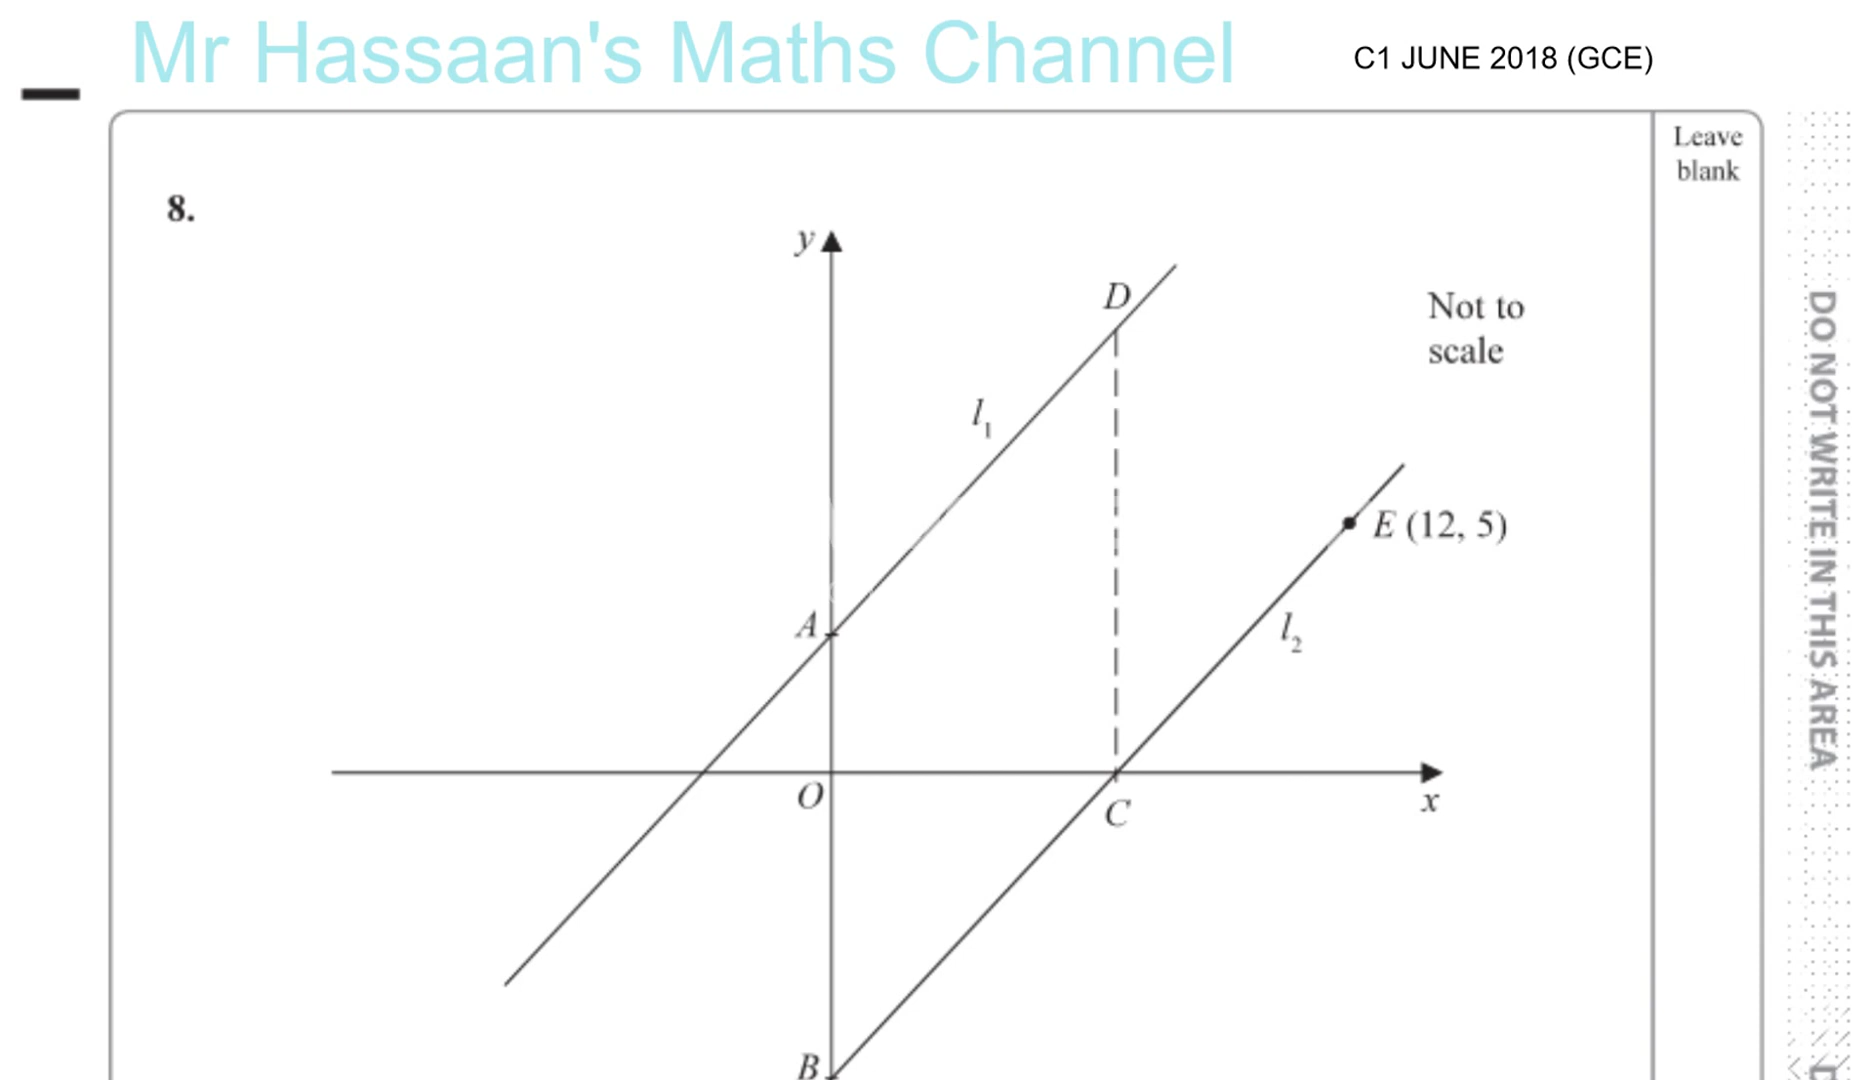 Mr Hassaan's Maths Channel
C1 JUNE 2018 (GCE)
Leave
blank
8.
y
D
Not to
scale
l₁
E (12, 5)
A
l₂
O
C
x
B
DO NOT WRITE IN THIS AREA